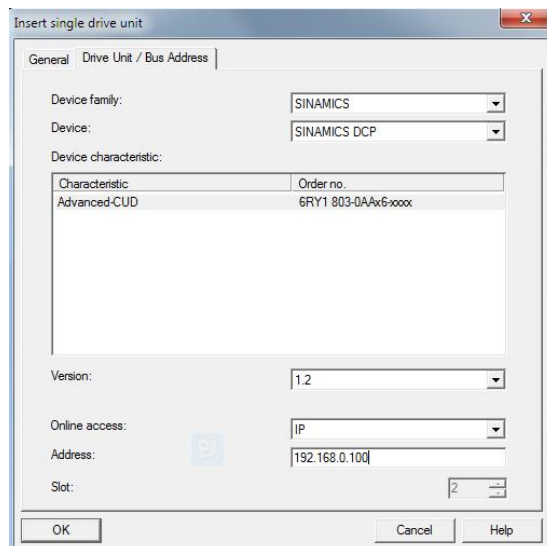 Insert single drive unit
General Drive Unit / Bus Address
Device family: SINAMICS
Device: SINAMICS DCP
Device characteristic:
Characteristic Order no.
Advanced-CUD 6RY1 803-0AAx6-xxxx
Version: 1.2
Online access: IP
Address: 192.168.0.100
Slot: 2
OK Cancel Help